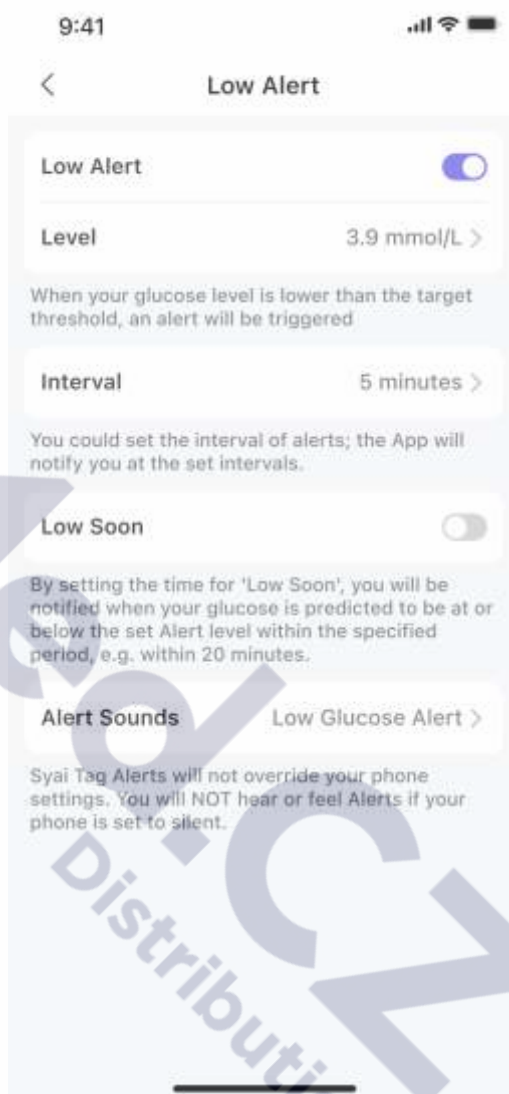 9:41
Low Alert
Low Alert
Level 3.9 mmol/L >
When your glucose level is lower than the target
threshold, an alert will be triggered
Interval 5 minutes >
You could set the interval of alerts; the App will
notify you at the set intervals.
Low Soon
By setting the time for 'Low Soon', you will be
notified when your glucose is predicted to be at or
below the set Alert level within the specified
period, e.g. within 20 minutes.
Alert Sounds Low Glucose Alert >
Syai Tag Alerts will not override your phone
settings. You will NOT hear or feel Alerts if your
phone is set to silent.
ed.cz
Distributi